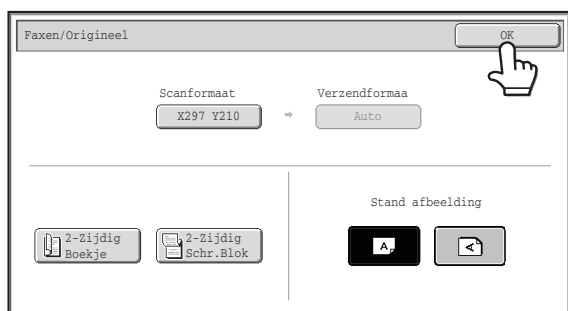 Faxen/Origineel
OK
Scanformaat
Verzendformaa
X297 Y210
Auto
2-Zijdig
Boekje
2-Zijdig
Schr.Blok
Stand afbeelding
A
A